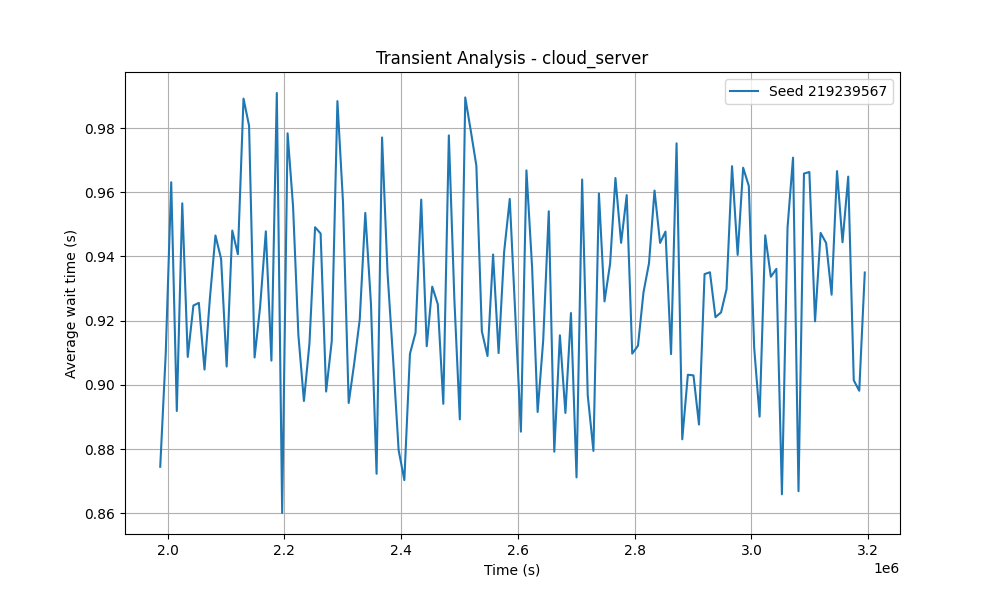 Transient Analysis - cloud_server
Seed 219239567
Average wait time (s)
0.98
0.96
0.94
0.92
0.90
0.88
0.86
2.0 2.2 2.4 2.6 2.8 3.0 3.2
1e6
Time (s)